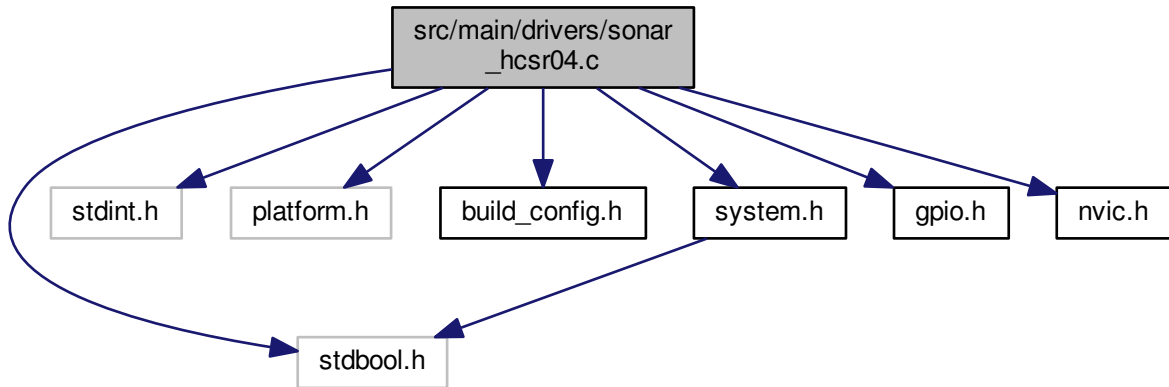 src/main/drivers/sonar
_hcsr04.c
stdint.h
platform.h
build_config.h
system.h
gpio.h
nvic.h
stdbool.h